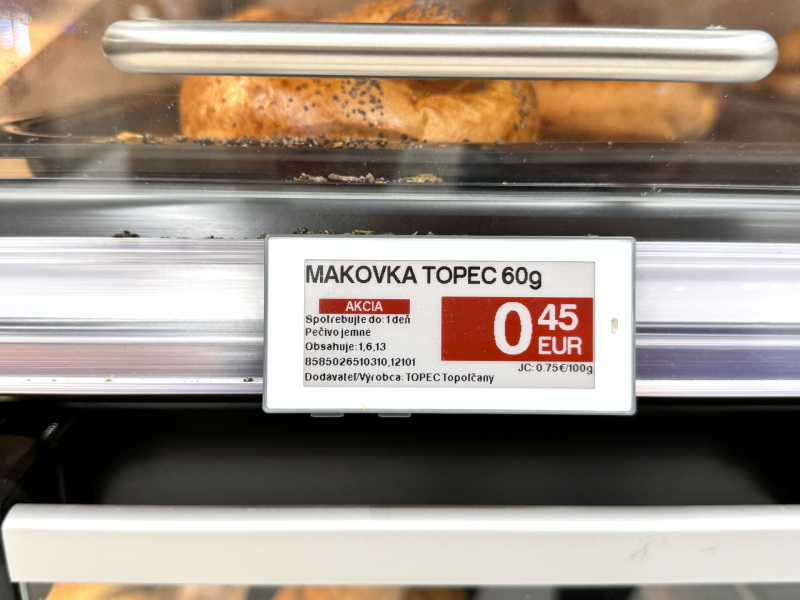 MAKOVKA TOPEC 60g
AKCIA
Spotrebujte do: 1 deň
Pečivo jemne
Obsahuje: 1,6,13
8585026510310,12101
Dodávateľ/Výrobca: TOPEC Topoľčany
0 45
EUR
JC: 0.75€/100g